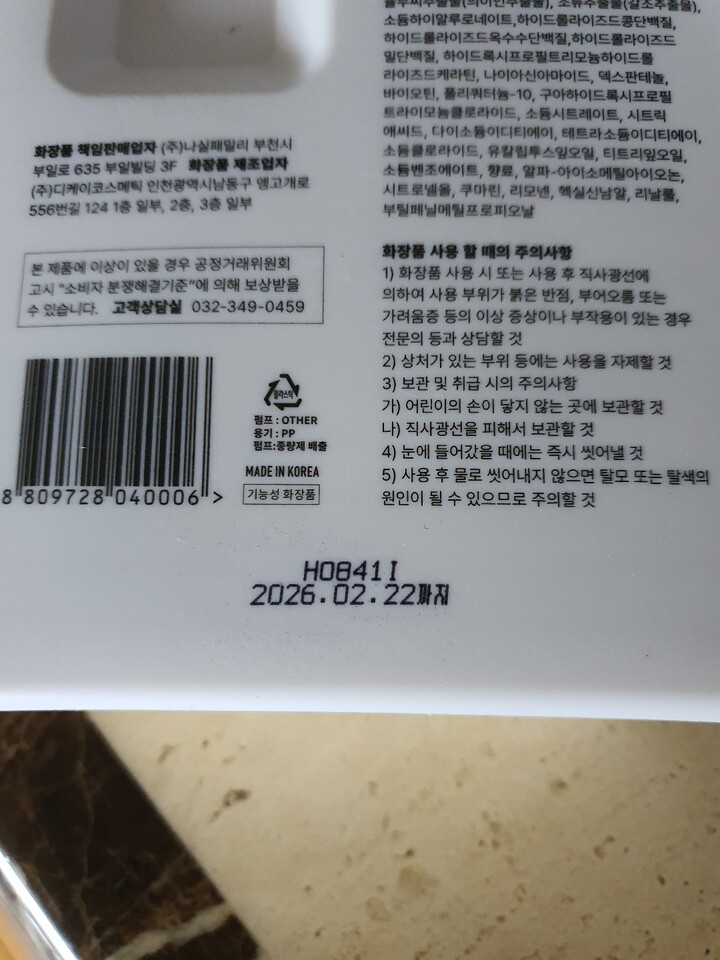 화장품 책임판매업자 (주)나실패밀리 부천시
부일로 635 부일빌딩 3F 화장품 제조업자
(주)디케이코스메틱 인천광역시남동구 앵고개로
556번길 124 1층 일부, 2층, 3층 일부
본 제품에 이상이 있을 경우 공정거래위원회
고시 "소비자 분쟁해결기준"에 의해 보상받을
수 있습니다. 고객상담실 032-349-0459
8 809728 040006 >
플라스틱
펌프 : OTHER
용기 : PP
펌프:종량제 배출
MADE IN KOREA
기능성 화장품
소듐하이알루로네이트,하이드롤라이즈드콩단백질,
하이드롤라이즈드옥수수단백질,하이드롤라이즈드
밀단백질, 하이드록시프로필트리모늄하이드롤
라이즈드케라틴, 나이아신아마이드, 덱스판테놀,
바이오틴, 폴리쿼터늄-10, 구아하이드록시프로필
트라이모늄클로라이드, 소듐시트레이트, 시트릭
애씨드, 다이소듐이디티에이, 테트라소듐이디티에이,
소듐클로라이드, 유칼립투스잎오일, 티트리잎오일,
소듐벤조에이트, 향료, 알파-아이소메틸아이오논,
시트로넬올, 쿠마린, 리모넨, 헥실신남알, 리날룰,
부틸페닐메틸프로피오날
화장품 사용 할 때의 주의사항
1) 화장품 사용 시 또는 사용 후 직사광선에
의하여 사용 부위가 붉은 반점, 부어오름 또는
가려움증 등의 이상 증상이나 부작용이 있는 경우
전문의 등과 상담할 것
2) 상처가 있는 부위 등에는 사용을 자제할 것
3) 보관 및 취급 시의 주의사항
가) 어린이의 손이 닿지 않는 곳에 보관할 것
나) 직사광선을 피해서 보관할 것
4) 눈에 들어갔을 때에는 즉시 씻어낼 것
5) 사용 후 물로 씻어내지 않으면 탈모 또는 탈색의
원인이 될 수 있으므로 주의할 것
H0841I
2026.02.22까지